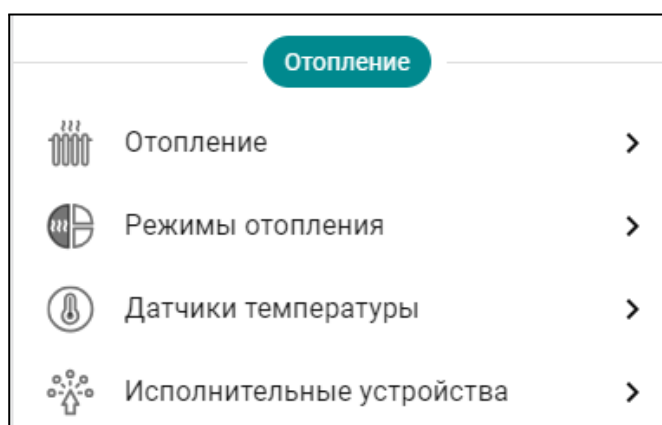 Отопление
Отопление
Режимы отопления
Датчики температуры
Исполнительные устройства